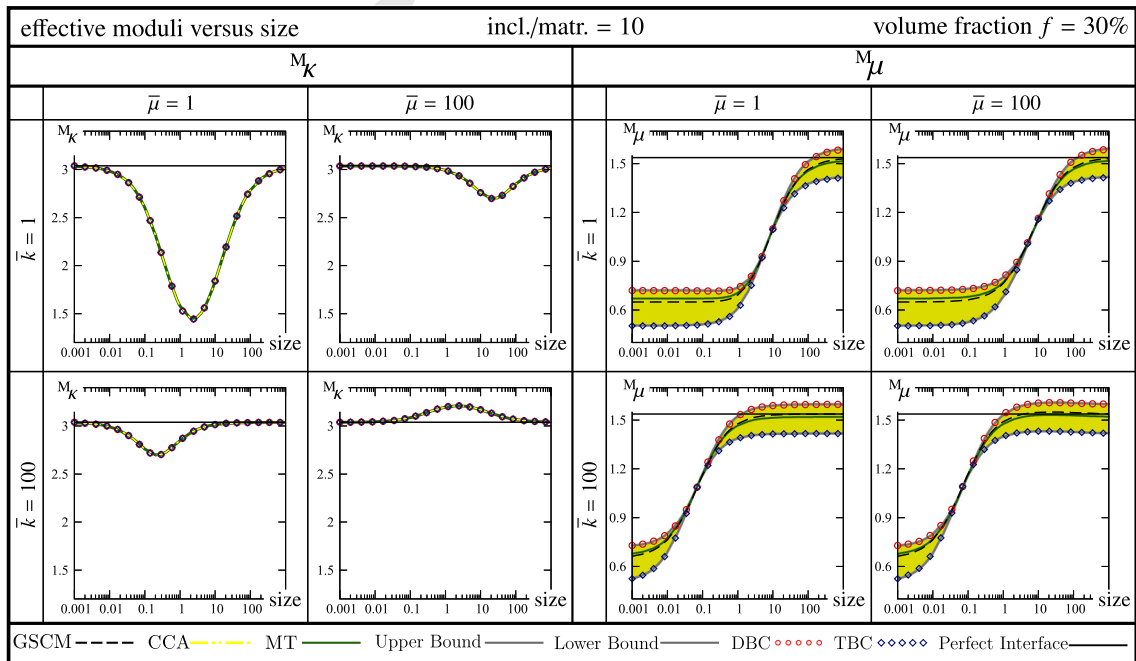 effective moduli versus size incl./matr. = 10 volume fraction f = 30%
ᴹκ ᴹμ
μ̅ = 1 μ̅ = 100 μ̅ = 1 μ̅ = 100
k̅ = 1
ᴹκ
3
2.5
2
1.5
0.001 0.01 0.1 1 10 100 size
ᴹκ
3
2.5
2
1.5
0.001 0.01 0.1 1 10 100 size
k̅ = 1
ᴹμ
1.5
1.2
0.9
0.6
0.001 0.01 0.1 1 10 100 size
ᴹμ
1.5
1.2
0.9
0.6
0.001 0.01 0.1 1 10 100 size
k̅ = 100
ᴹκ
3
2.5
3
1.5
0.001 0.01 0.1 1 10 100 size
ᴹκ
3
2.5
3
1.5
0.001 0.01 0.1 1 10 100 size
k̅ = 100
ᴹμ
1.5
1.2
0.9
0.6
0.001 0.01 0.1 1 10 100 size
ᴹμ
1.5
1.2
0.9
0.6
0.001 0.01 0.1 1 10 100 size
GSCM CCA MT Upper Bound Lower Bound DBC TBC Perfect Interface